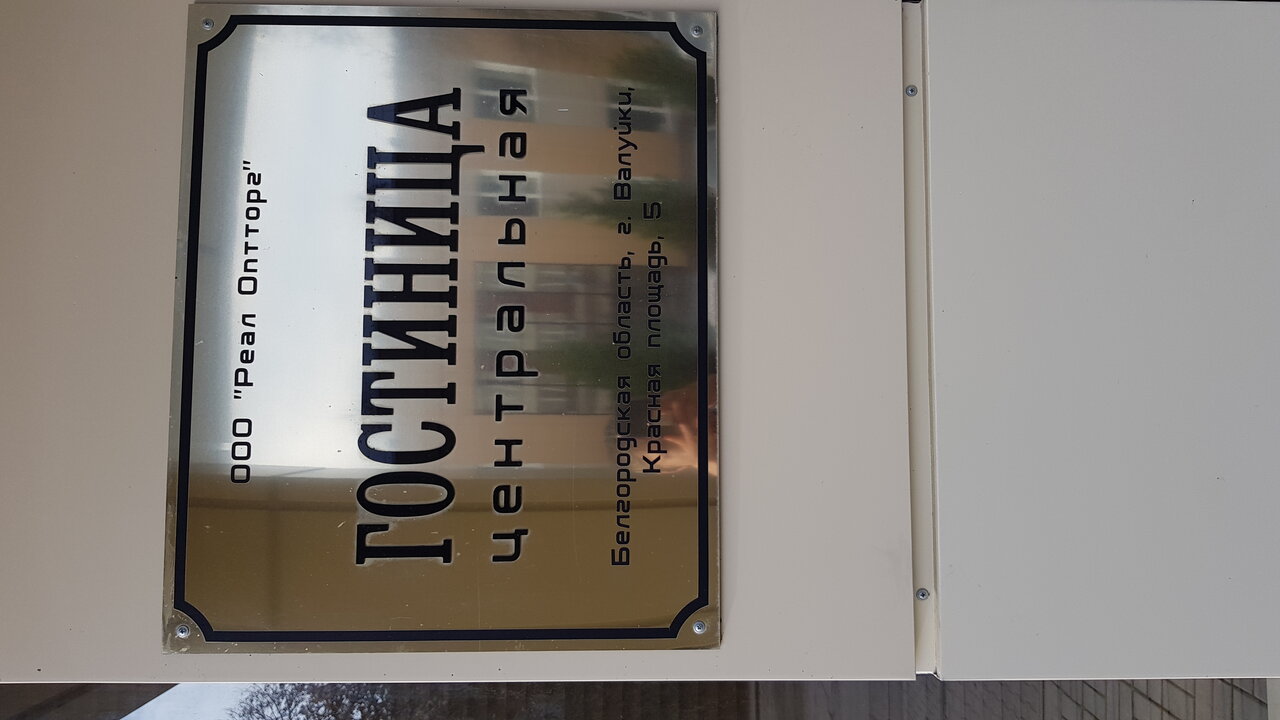 ООО "Реал Оптторг"
ГОСТИНИЦА
центральная
Белгородская область, г. Валуйки,
Красная площадь, 5